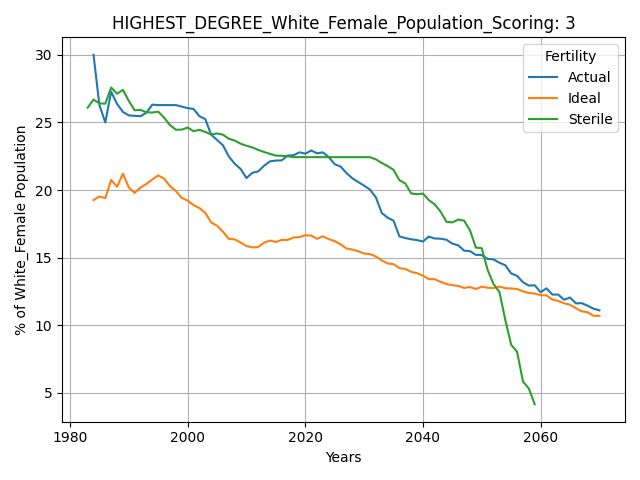 HIGHEST_DEGREE_White_Female_Population_Scoring: 3
% of White_Female Population
30
25
20
15
10
5
Fertility
Actual
Ideal
Sterile
1980
2000
2020
2040
2060
Years